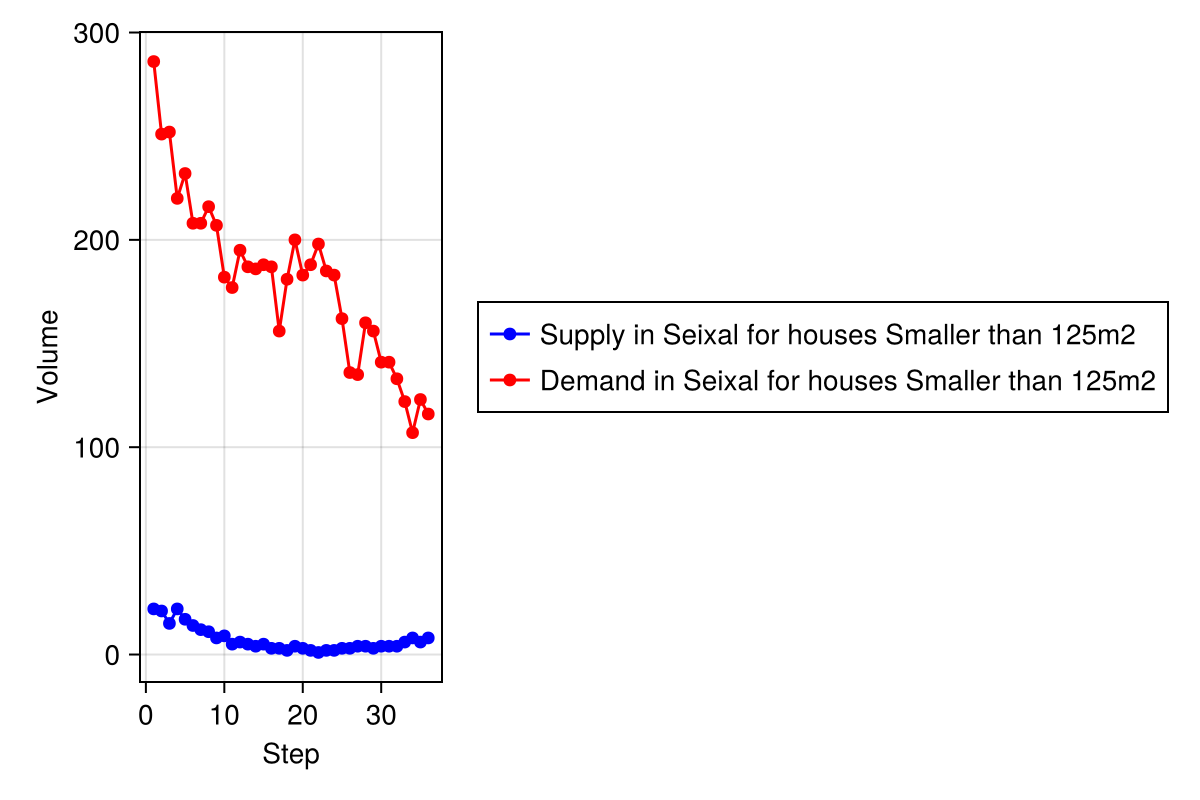 300
200
100
0
Volume
0 10 20 30
Step
Supply in Seixal for houses Smaller than 125m2
Demand in Seixal for houses Smaller than 125m2